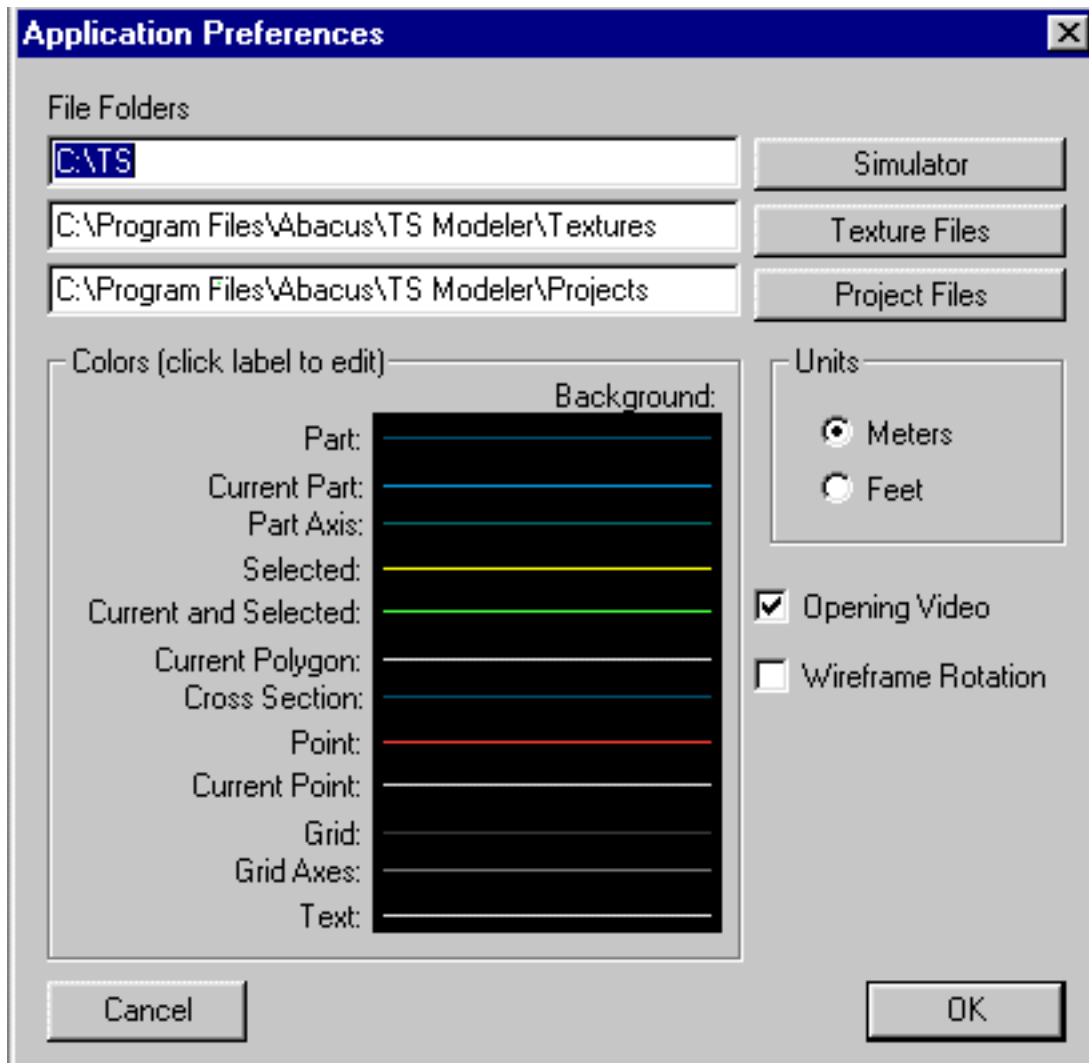 Application Preferences
File Folders
C:\TS
Simulator
C:\Program Files\Abacus\TS Modeler\Textures
Texture Files
C:\Program Files\Abacus\TS Modeler\Projects
Project Files
Colors (click label to edit)
Background:
Part:
Current Part:
Part Axis:
Selected:
Current and Selected:
Current Polygon:
Cross Section:
Point:
Current Point:
Grid:
Grid Axes:
Text:
Units
Meters
Feet
Opening Video
Wireframe Rotation
Cancel
OK